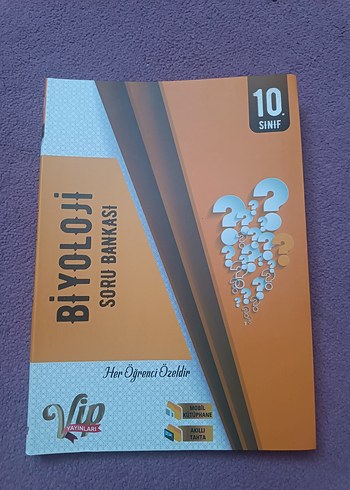 10.
SINIF
BİYOLOJİ
SORU BANKASI
Her Öğrenci Özeldir
Vip
YAYINLARI
MOBİL
KÜTÜPHANE
AKILLI
TAHTA